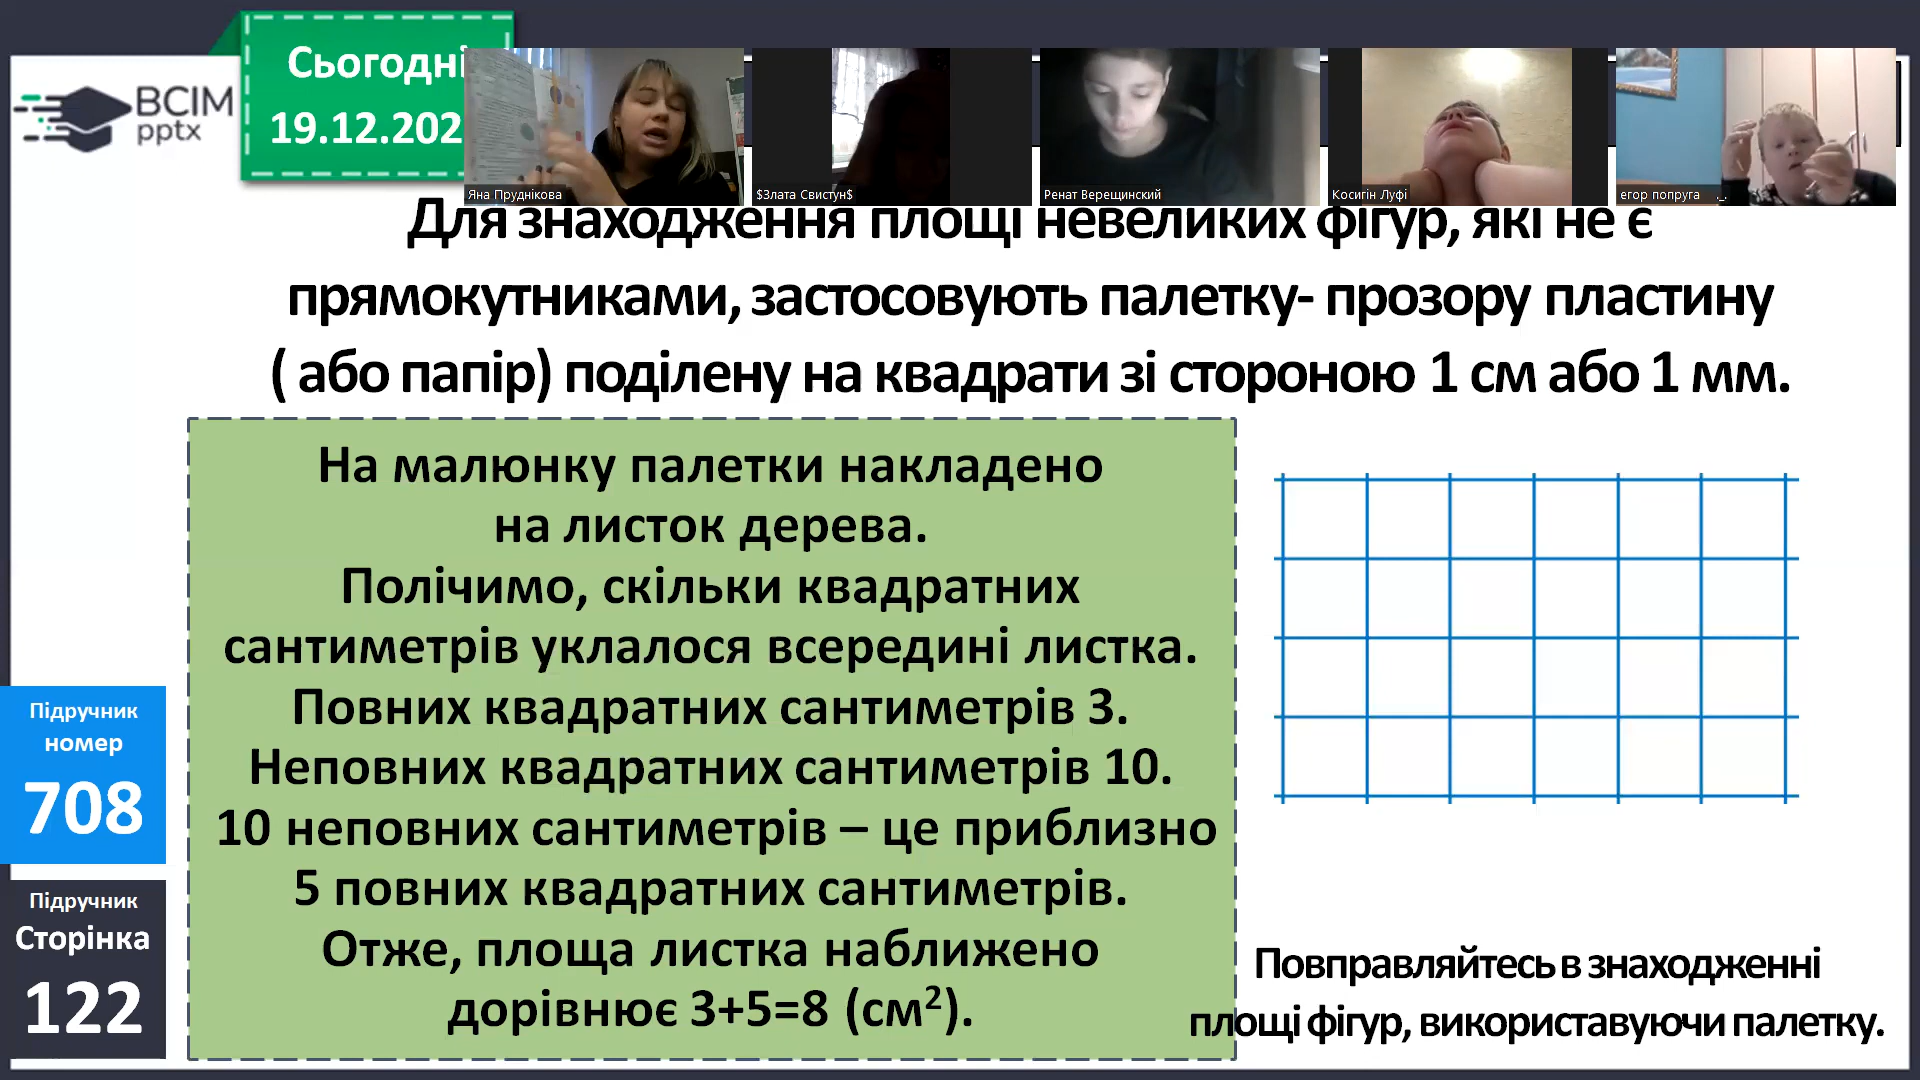 Сьогодні
19.12.202
ВСІМ
pptx
Яна Пруднікова
$Злата Свистун$
Ренат Верещинский
Косигін Луфі
егор попруга
Для знаходження площі невеликих фігур, які не є
прямокутниками, застосовують палетку- прозору пластину
( або папір) поділену на квадрати зі стороною 1 см або 1 мм.
На малюнку палетки накладено
на листок дерева.
Полічимо, скільки квадратних
сантиметрів уклалося всередині листка.
Повних квадратних сантиметрів 3.
Неповних квадратних сантиметрів 10.
10 неповних сантиметрів – це приблизно
5 повних квадратних сантиметрів.
Отже, площа листка наближено
дорівнює 3+5=8 (см²).
Підручник
номер
708
Підручник
Сторінка
122
Повправляйтесь в знаходженні
площі фігур, використавуючи палетку.